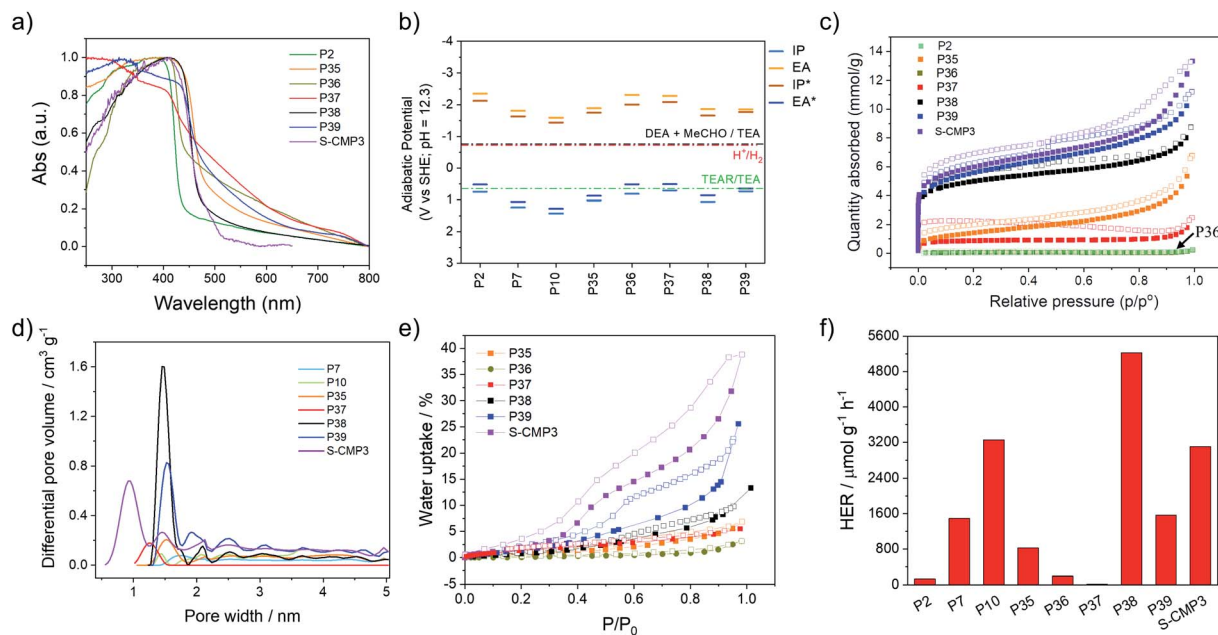 a)
Abs (a.u.)
1.0
0.8
0.6
0.4
0.2
0.0
P2
P35
P36
P37
P38
P39
S-CMP3
300 400 500 600 700 800
Wavelength (nm)
b)
Adiabatic Potential
(V vs SHE; pH = 12.3)
-4
-3
-2
-1
0
1
2
3
IP
EA
IP*
EA*
DEA + MeCHO / TEA
H⁺/H₂
TEAR/TEA
P2 P7 P10 P35 P36 P37 P38 P39
c)
Quantity absorbed (mmol/g)
14
12
10
8
6
4
2
0
P2
P35
P36
P37
P38
P39
S-CMP3
P36
0.0 0.2 0.4 0.6 0.8 1.0
Relative pressure (p/p°)
d)
Differential pore volume / cm³ g⁻¹
1.6
1.2
0.8
0.4
0.0
P7
P10
P35
P37
P38
P39
S-CMP3
1 2 3 4 5
Pore width / nm
e)
Water uptake / %
40
35
30
25
20
15
10
5
0
-5
P35
P36
P37
P38
P39
S-CMP3
0.0 0.2 0.4 0.6 0.8 1.0
P/P₀
f)
HER / μmol g⁻¹ h⁻¹
5600
4800
4000
3200
2400
1600
800
0
P2 P7 P10 P35 P36 P37 P38 P39 S-CMP3